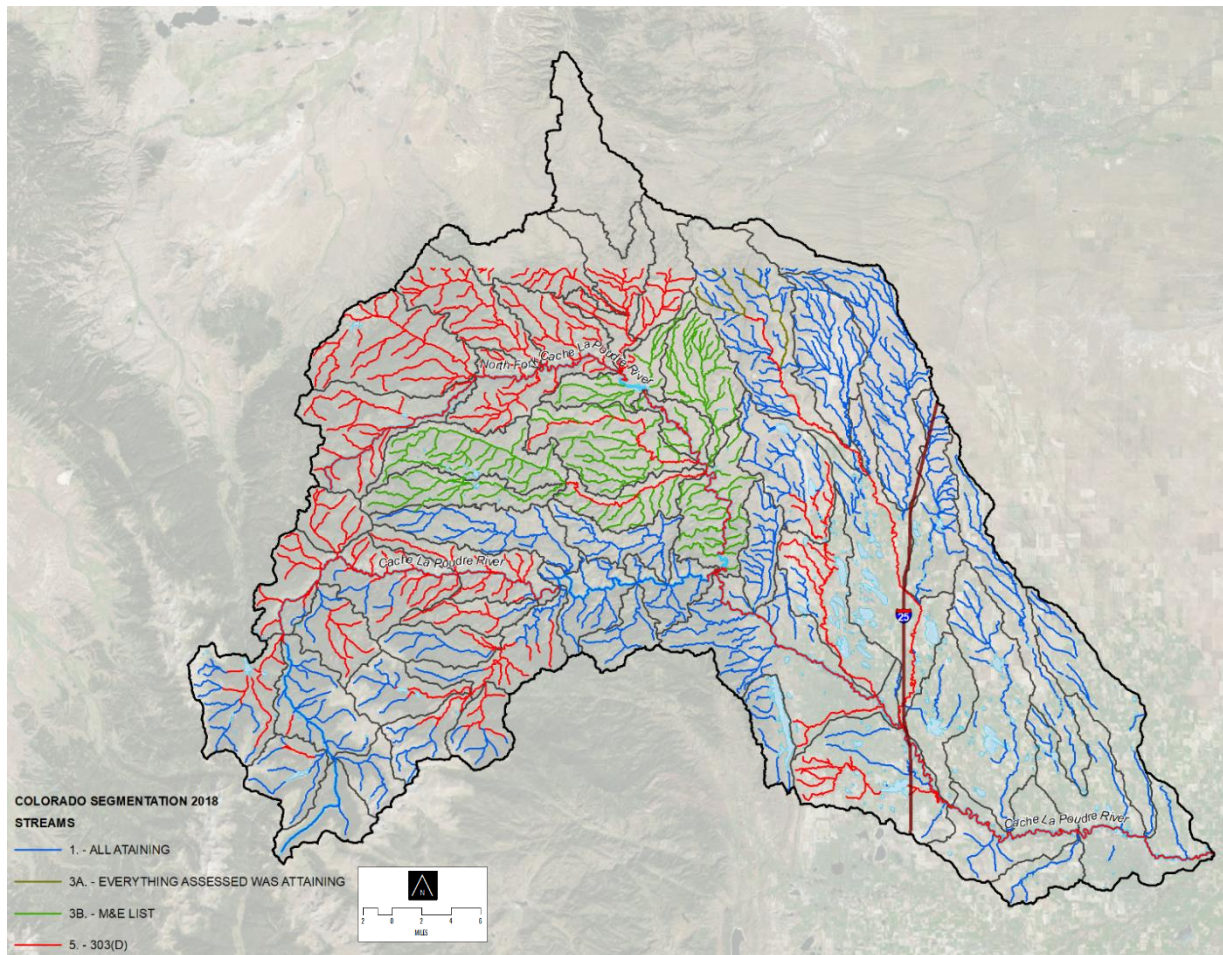 North Fork Cache La Poudre River
Cache La Poudre River
25
Cache La Poudre River
COLORADO SEGMENTATION 2018
STREAMS
1. - ALL ATAINING
3A. - EVERYTHING ASSESSED WAS ATTAINING
3B. - M&E LIST
5. - 303(D)
N
2 0 2 4 6
MILES